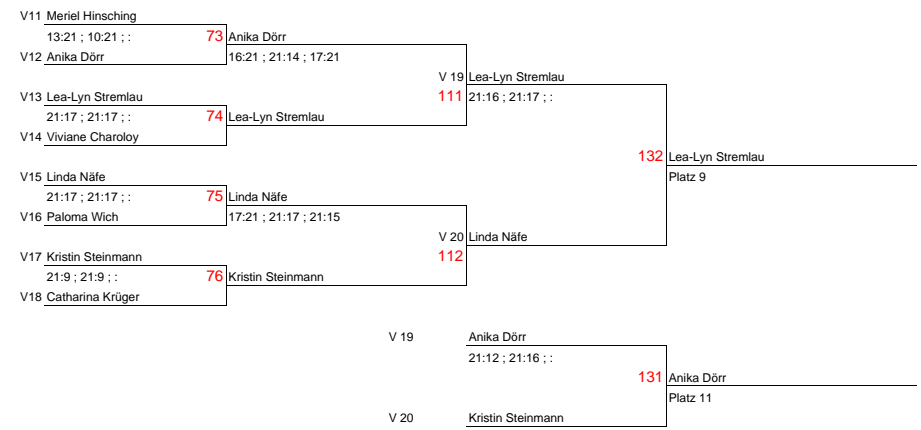 V11 Meriel Hinsching
13:21 ; 10:21 ; : 73 Anika Dörr
V12 Anika Dörr 16:21 ; 21:14 ; 17:21
V 19 Lea-Lyn Stremlau
V13 Lea-Lyn Stremlau 111 21:16 ; 21:17 ; :
21:17 ; 21:17 ; : 74 Lea-Lyn Stremlau
V14 Viviane Charoloy
132 Lea-Lyn Stremlau
V15 Linda Näfe Platz 9
21:17 ; 21:17 ; : 75 Linda Näfe
V16 Paloma Wich 17:21 ; 21:17 ; 21:15
V 20 Linda Näfe
V17 Kristin Steinmann 112
21:9 ; 21:9 ; : 76 Kristin Steinmann
V18 Catharina Krüger
V 19 Anika Dörr
21:12 ; 21:16 ; :
131 Anika Dörr
Platz 11
V 20 Kristin Steinmann